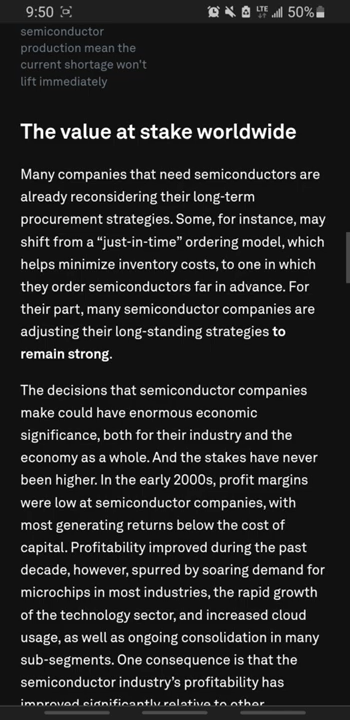 9:50
LTE
50%
semiconductor
production mean the
current shortage won't
lift immediately
The value at stake worldwide
Many companies that need semiconductors are
already reconsidering their long-term
procurement strategies. Some, for instance, may
shift from a “just-in-time” ordering model, which
helps minimize inventory costs, to one in which
they order semiconductors far in advance. For
their part, many semiconductor companies are
adjusting their long-standing strategies to
remain strong.
The decisions that semiconductor companies
make could have enormous economic
significance, both for their industry and the
economy as a whole. And the stakes have never
been higher. In the early 2000s, profit margins
were low at semiconductor companies, with
most generating returns below the cost of
capital. Profitability improved during the past
decade, however, spurred by soaring demand for
microchips in most industries, the rapid growth
of the technology sector, and increased cloud
usage, as well as ongoing consolidation in many
sub-segments. One consequence is that the
semiconductor industry's profitability has
improved significantly relative to other